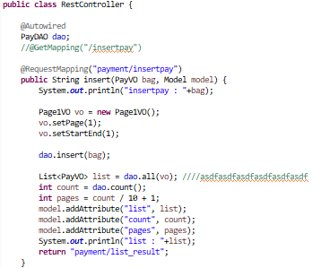 public class RestController {
@Autowired
PayDAO dao;
//@GetMapping("/insertpay")
@RequestMapping("payment/insertpay")
public String insert(PayVO bag, Model model) {
System.out.println("insertpay : "+bag);
Page1VO vo = new Page1VO();
vo.setPage(1);
vo.setStartEnd(1);
dao.insert(bag);
List<PayVO> list = dao.all(vo); ////asdfasdfasdfasdfasdfasdf
int count = dao.count();
int pages = count / 10 + 1;
model.addAttribute("list", list);
model.addAttribute("count", count);
model.addAttribute("pages", pages);
System.out.println("list : "+list);
return "payment/list_result";
}